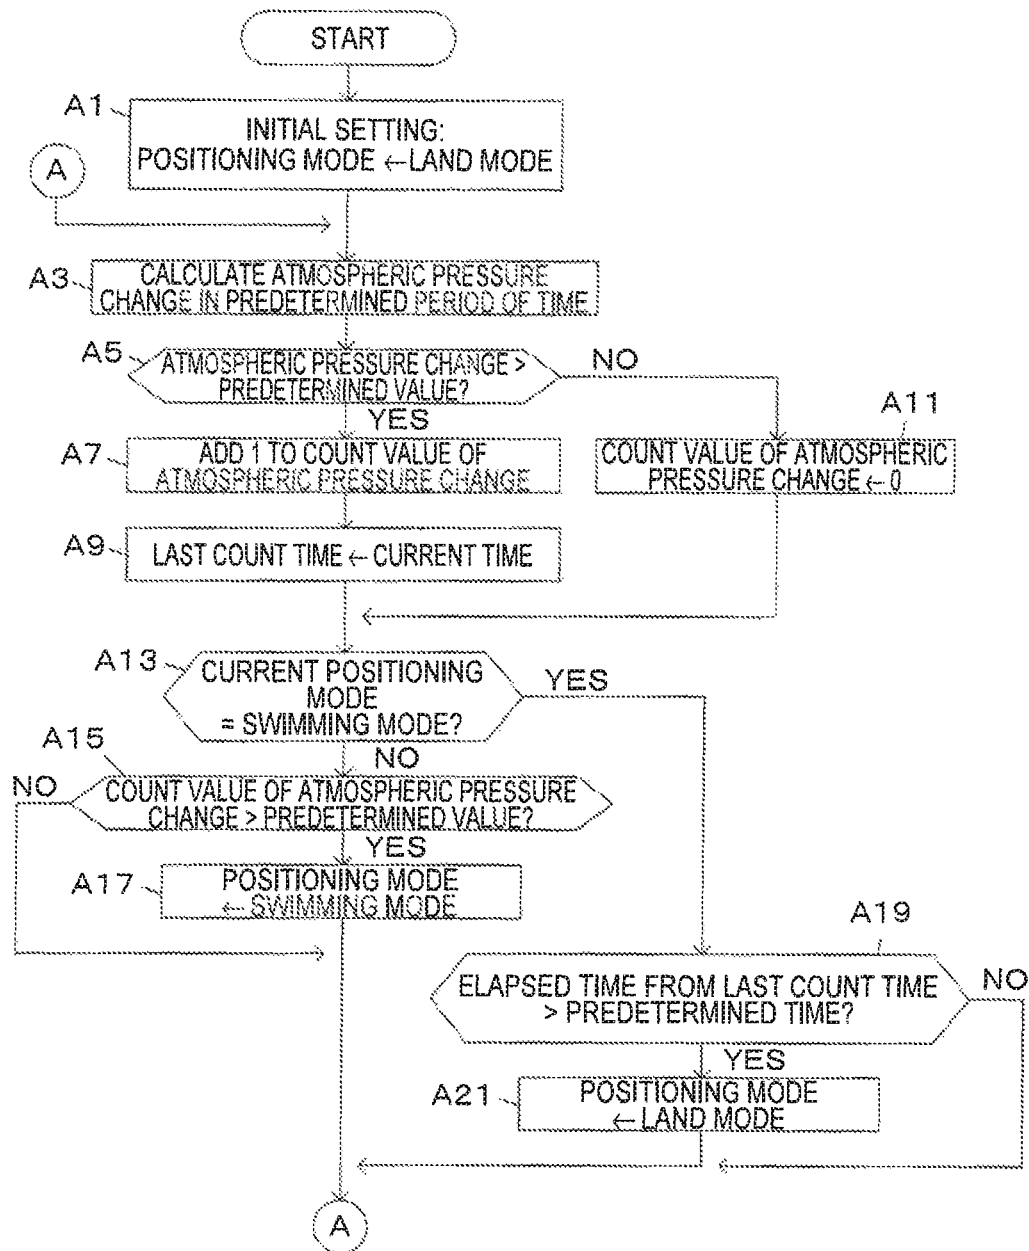 START
A1
INITIAL SETTING:
POSITIONING MODE ←LAND MODE
A
A3
CALCULATE ATMOSPHERIC PRESSURE
CHANGE IN PREDETERMINED PERIOD OF TIME
A5
ATMOSPHERIC PRESSURE CHANGE >
PREDETERMINED VALUE?
NO
YES
A7
ADD 1 TO COUNT VALUE OF
ATMOSPHERIC PRESSURE CHANGE
A11
COUNT VALUE OF ATMOSPHERIC
PRESSURE CHANGE ← 0
A9
LAST COUNT TIME ← CURRENT TIME
A13
CURRENT POSITIONING
MODE
= SWIMMING MODE?
YES
NO
A15
NO
COUNT VALUE OF ATMOSPHERIC PRESSURE
CHANGE > PREDETERMINED VALUE?
YES
A17
POSITIONING MODE
← SWIMMING MODE
A19
ELAPSED TIME FROM LAST COUNT TIME
> PREDETERMINED TIME?
NO
YES
A21
POSITIONING MODE
← LAND MODE
A